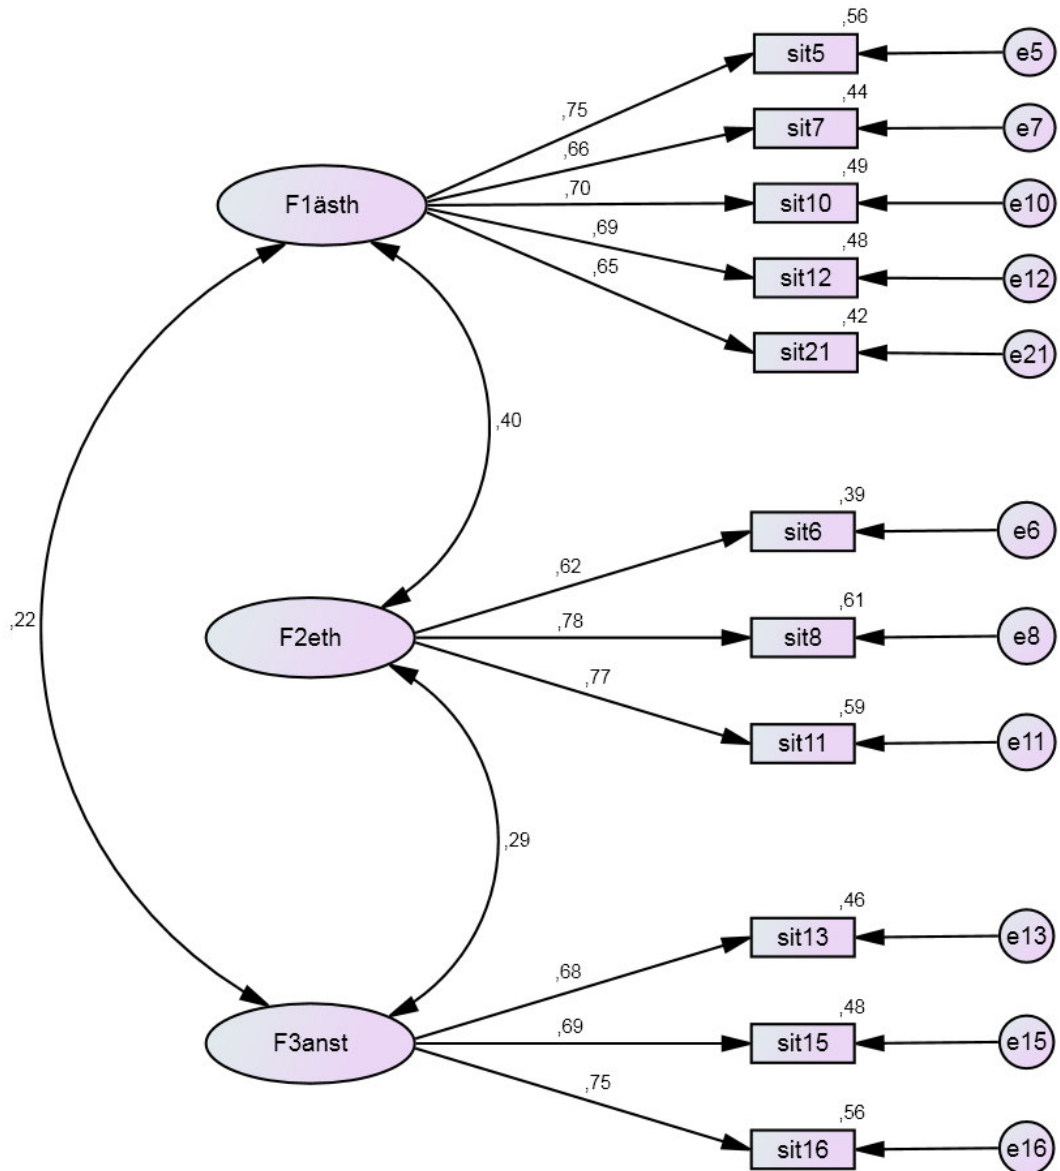 ,56
sit5
e5
,75
,44
sit7
e7
,66
,49
sit10
e10
,70
F1ästh
,48
sit12
e12
,69
,42
sit21
e21
,65
,40
,39
sit6
e6
,62
,22
F2eth
,61
sit8
e8
,78
,59
sit11
e11
,77
,29
,46
sit13
e13
,68
F3anst
,48
sit15
e15
,69
,56
sit16
e16
,75